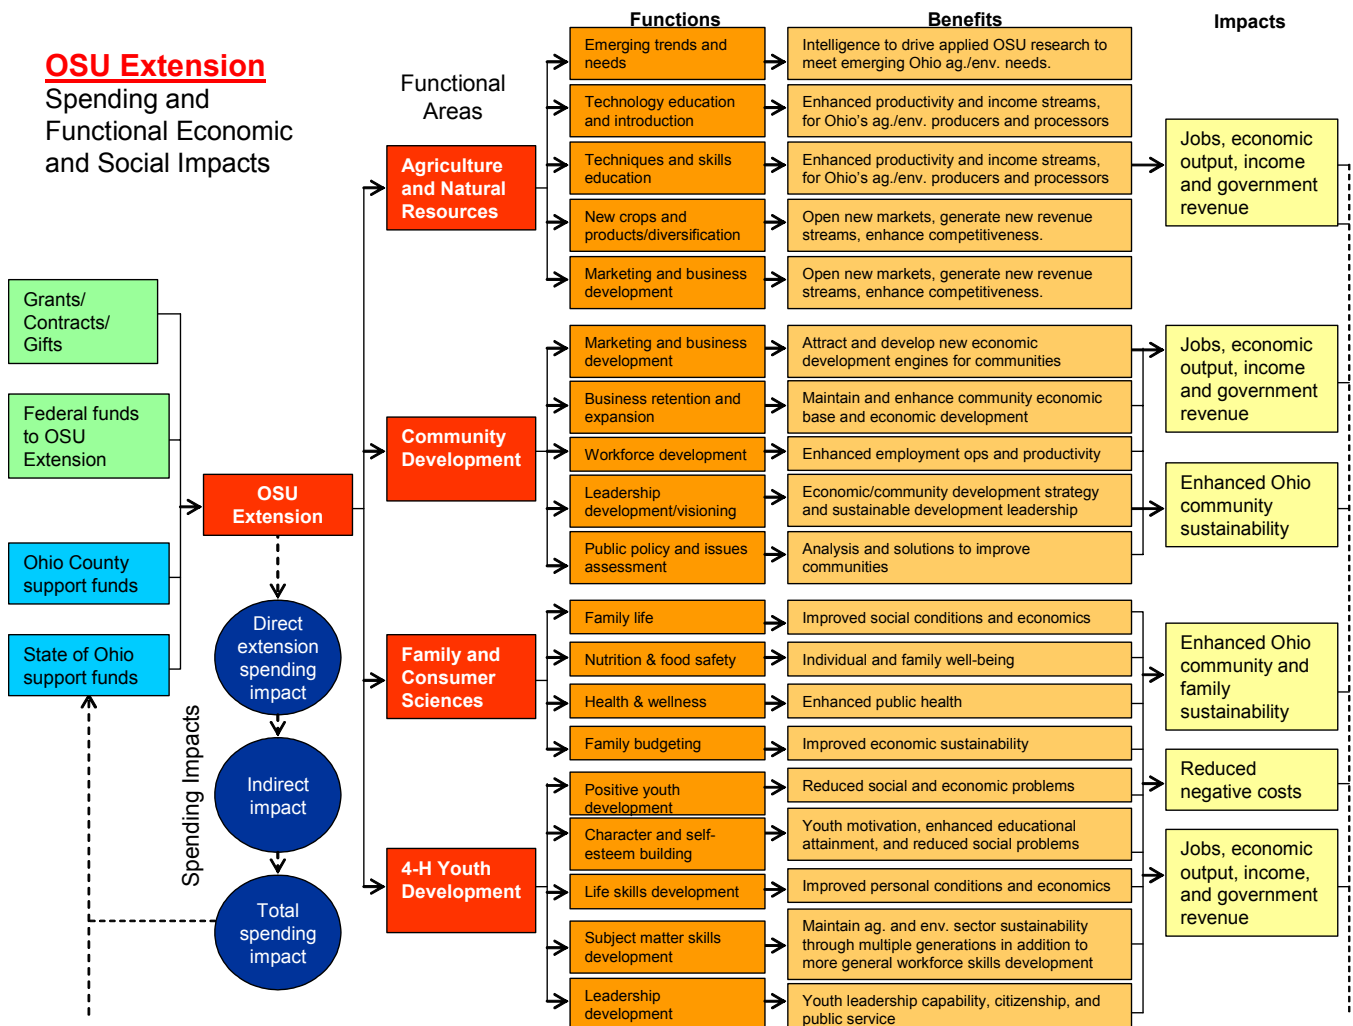 OSU Extension
Spending and
Functional Economic
and Social Impacts
Functional
Areas
Functions
Benefits
Impacts
Grants/
Contracts/
Gifts
Federal funds
to OSU
Extension
Ohio County
support funds
State of Ohio
support funds
OSU
Extension
Spending Impacts
Direct
extension
spending
impact
Indirect
impact
Total
spending
impact
Agriculture
and Natural
Resources
Emerging trends and
needs
Intelligence to drive applied OSU research to
meet emerging Ohio ag./env. needs.
Technology education
and introduction
Enhanced productivity and income streams,
for Ohio's ag./env. producers and processors
Techniques and skills
education
Enhanced productivity and income streams,
for Ohio's ag./env. producers and processors
New crops and
products/diversification
Open new markets, generate new revenue
streams, enhance competitiveness.
Marketing and business
development
Open new markets, generate new revenue
streams, enhance competitiveness.
Jobs, economic
output, income
and government
revenue
Community
Development
Marketing and business
development
Attract and develop new economic
development engines for communities
Business retention and
expansion
Maintain and enhance community economic
base and economic development
Workforce development
Enhanced employment ops and productivity
Leadership
development/visioning
Economic/community development strategy
and sustainable development leadership
Public policy and issues
assessment
Analysis and solutions to improve
communities
Jobs, economic
output, income
and government
revenue
Enhanced Ohio
community
sustainability
Family and
Consumer
Sciences
Family life
Improved social conditions and economics
Nutrition & food safety
Individual and family well-being
Health & wellness
Enhanced public health
Family budgeting
Improved economic sustainability
Enhanced Ohio
community and
family
sustainability
Reduced
negative costs
4-H Youth
Development
Positive youth
development
Reduced social and economic problems
Character and self-
esteem building
Youth motivation, enhanced educational
attainment, and reduced social problems
Life skills development
Improved personal conditions and economics
Subject matter skills
development
Maintain ag. and env. sector sustainability
through multiple generations in addition to
more general workforce skills development
Leadership
development
Youth leadership capability, citizenship, and
public service
Jobs, economic
output, income,
and government
revenue